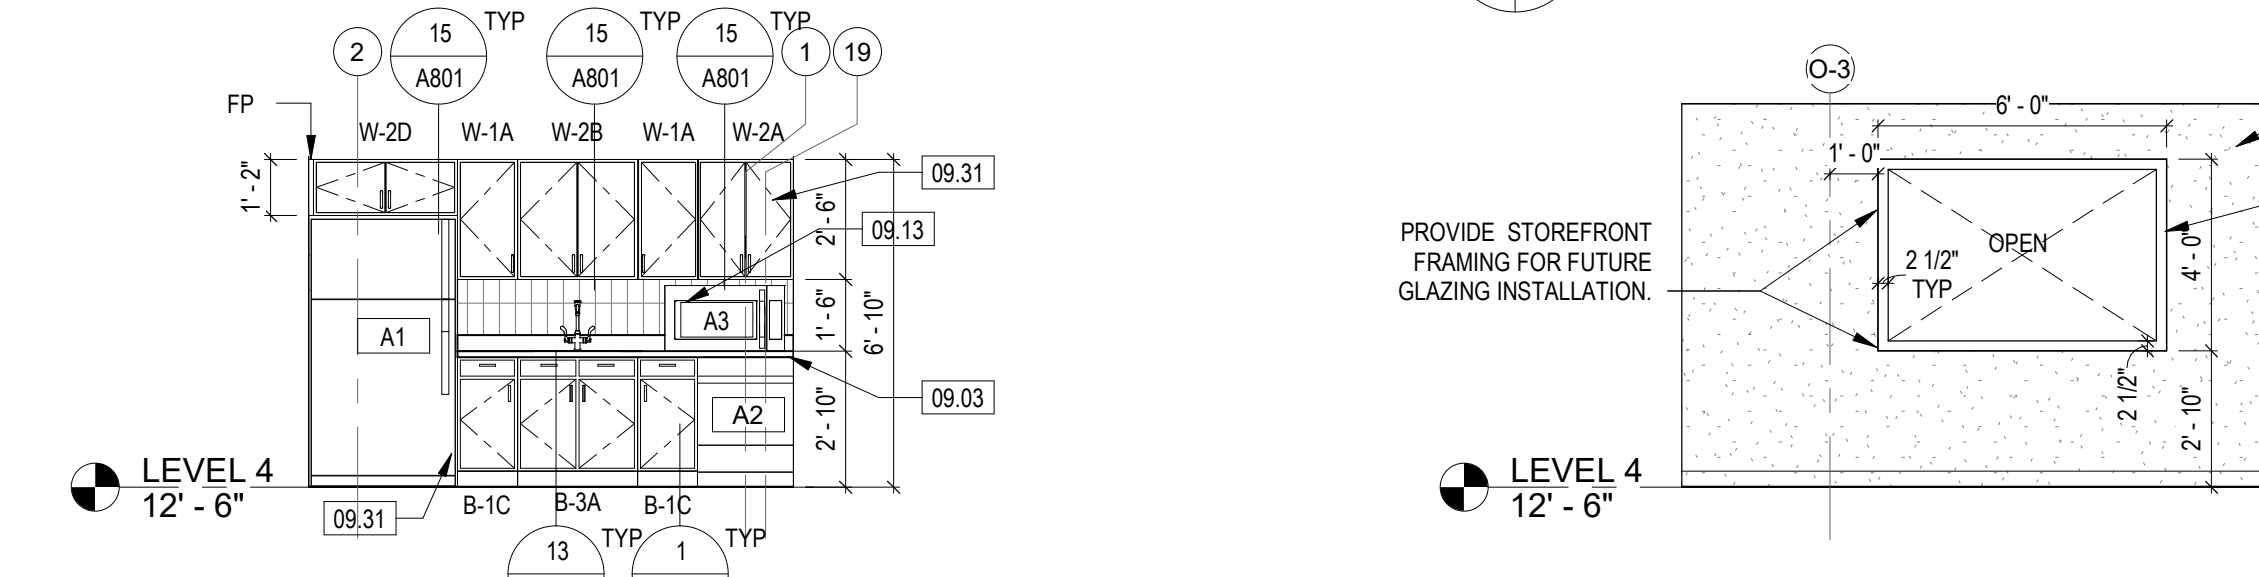 15
A801
TYP
15
A801
TYP
15
A801
TYP
2
1
19
FP
W-2D
W-1A
W-2B
W-1A
W-2A
1' - 2"
2' - 6"
1' - 6"
2' - 10"
6' - 10"
09.31
09.13
09.03
A1
A3
A2
LEVEL 4
12' - 6"
09.31
B-1C
B-3A
B-1C
13
TYP
1
TYP
O-3
6' - 0"
1' - 0"
PROVIDE STOREFRONT
FRAMING FOR FUTURE
GLAZING INSTALLATION.
OPEN
2 1/2"
TYP
4' - 0"
2 1/2"
2' - 10"
LEVEL 4
12' - 6"